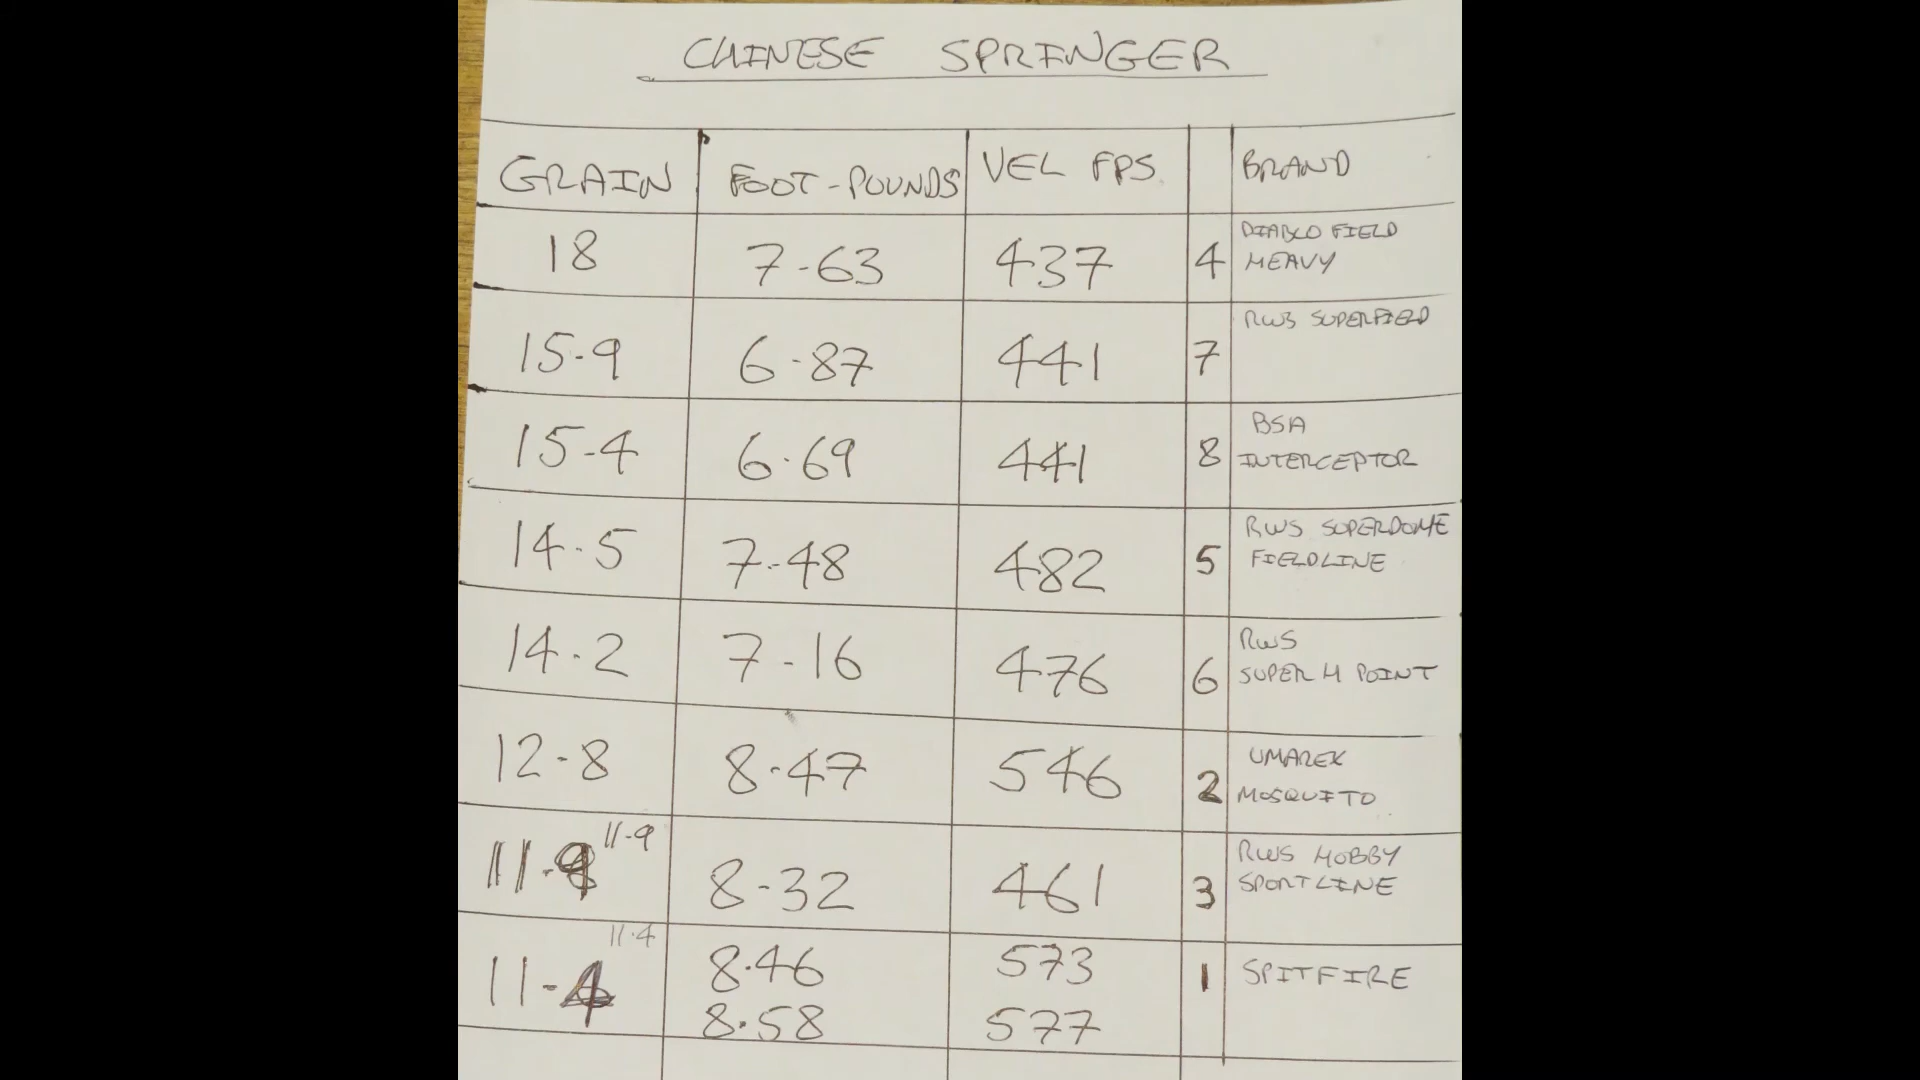 CHINESE SPRINGER
GRAIN FOOT-POUNDS VEL FPS. BRAND
18 7-63 437 4 DIABLO FIELD
HEAVY
15-9 6-87 441 7 RWS SUPERFIELD
15-4 6-69 441 8 BSA
INTERCEPTOR
14-5 7-48 482 5 RWS SUPERDOME
FIELDLINE
14-2 7-16 476 6 RWS
SUPER H POINT
12-8 8-47 546 2 UMAREX
MOSQUITO
11-9 11-9 8-32 461 3 RWS HOBBY
SPORTLINE
11-4 11-4 8.46 573 1 SPITFIRE
8.58 577